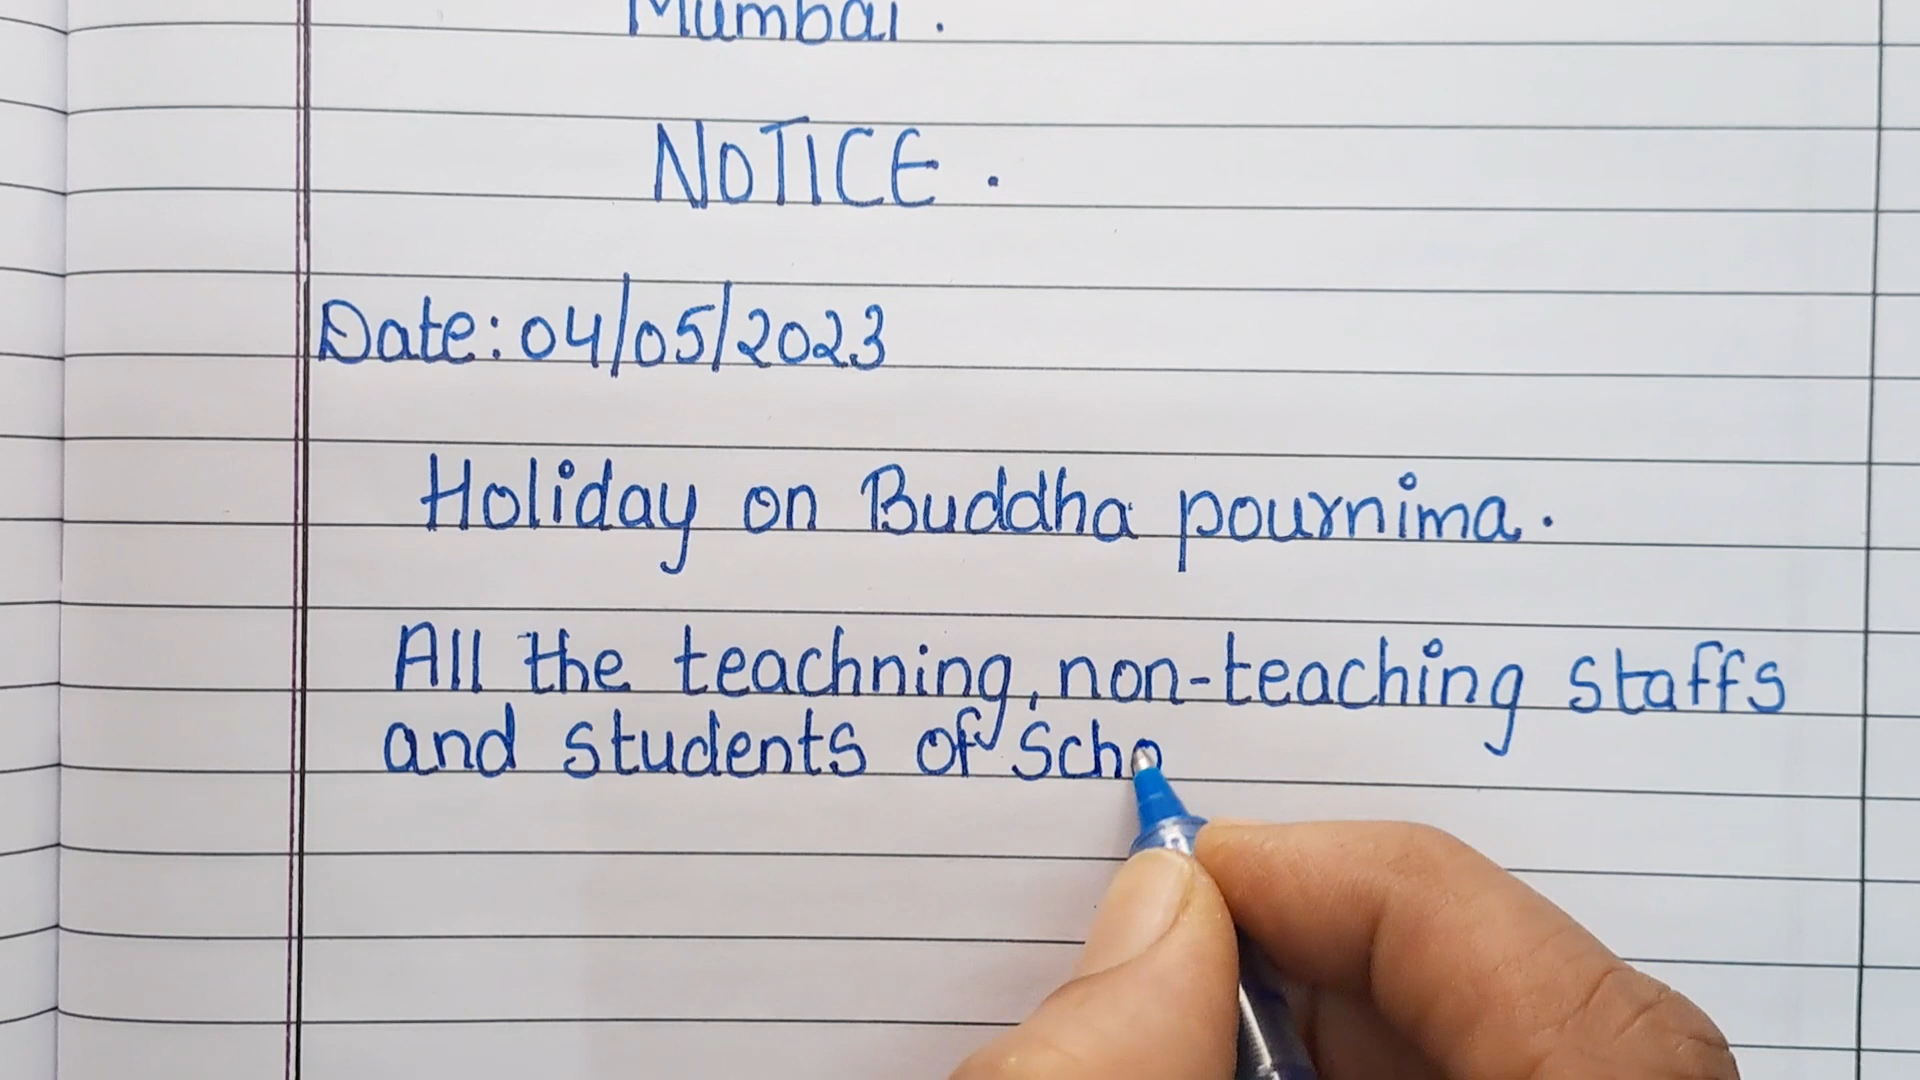 Mumbai.
NOTICE.
Date: 04/05/2023
Holiday on Buddha pournima.
All the teachning, non-teaching staffs
and students of Scho